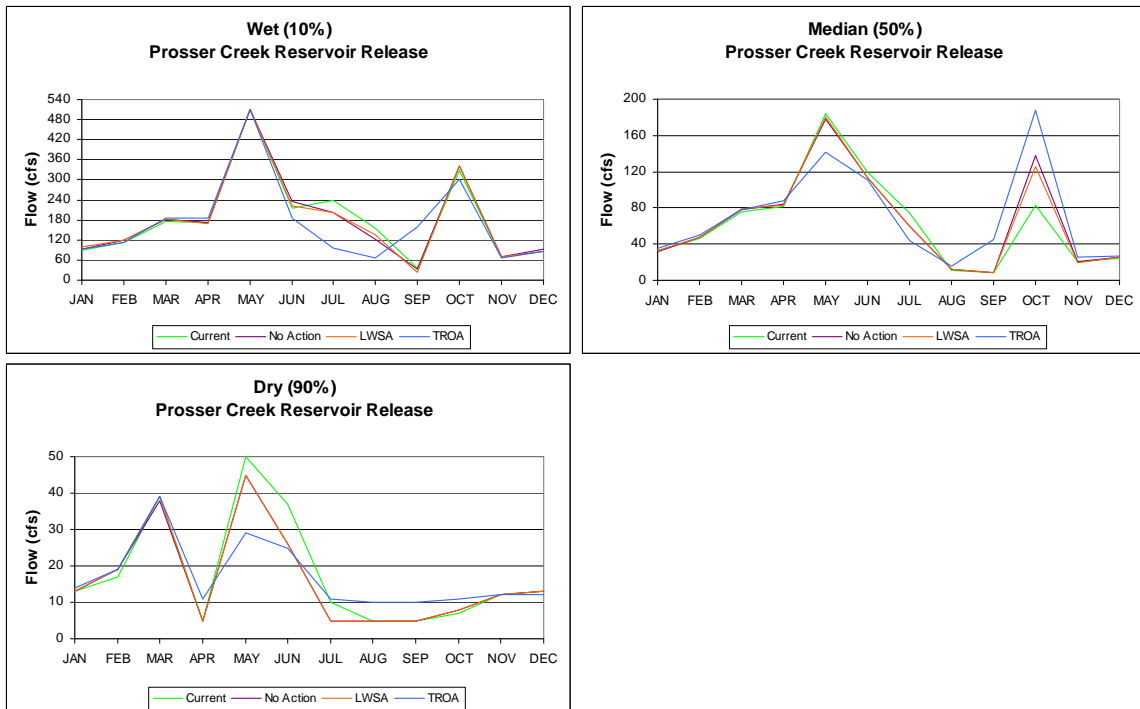 Wet (10%)
Prosser Creek Reservoir Release
Flow (cfs)
540
480
420
360
300
240
180
120
60
0
JAN FEB MAR APR MAY JUN JUL AUG SEP OCT NOV DEC
Current No Action LWSA TROA
Median (50%)
Prosser Creek Reservoir Release
Flow (cfs)
200
160
120
80
40
0
JAN FEB MAR APR MAY JUN JUL AUG SEP OCT NOV DEC
Current No Action LWSA TROA
Dry (90%)
Prosser Creek Reservoir Release
Flow (cfs)
50
40
30
20
10
0
JAN FEB MAR APR MAY JUN JUL AUG SEP OCT NOV DEC
Current No Action LWSA TROA